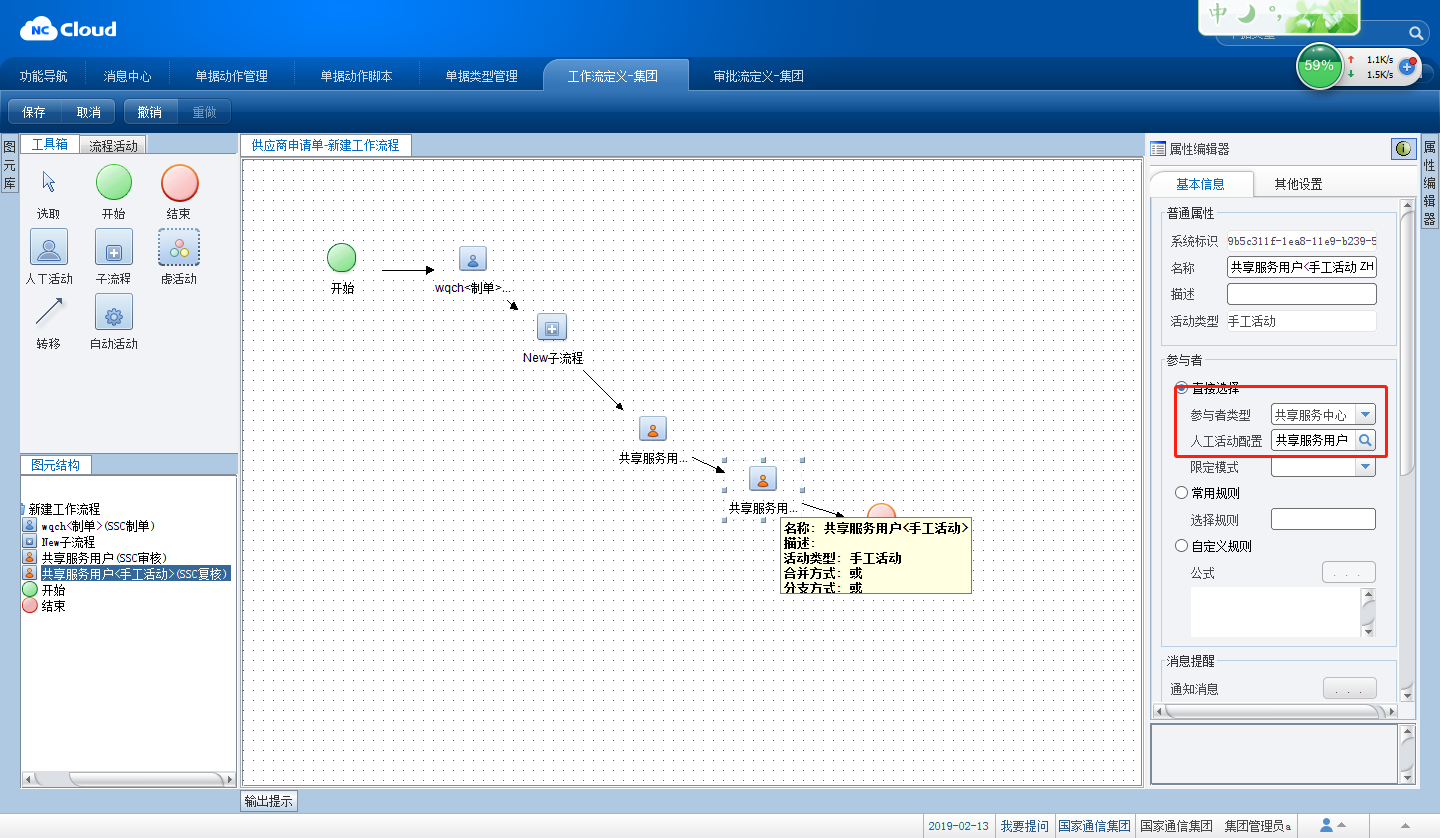 NC Cloud
中
59%
1.1K/s
1.5K/s
功能导航
消息中心
单据动作管理
单据动作脚本
单据类型管理
工作流定义-集团
审批流定义-集团
保存
取消
撤销
重做
图元库
工具箱
流程活动
选取
开始
结束
人工活动
子流程
虚活动
转移
自动活动
图元结构
新建工作流程
wqch<制单>(SSC制单)
New子流程
共享服务用户(SSC审核)
共享服务用户<手工活动>(SSC复核)
开始
结束
供应商申请单-新建工作流程
开始
wqch<制单>...
New子流程
共享服务用...
共享服务用...
名称: 共享服务用户<手工活动>
描述:
活动类型: 手工活动
合并方式: 或
分支方式: 或
输出提示
属性编辑器
基本信息
其他设置
普通属性
系统标识 9b5c311f-1ea8-11e9-b239-5
名称 共享服务用户<手工活动 ZH
描述
活动类型 手工活动
参与者
直接选择
参与者类型 共享服务中心
人工活动配置 共享服务用户
限定模式
常用规则
选择规则
自定义规则
公式 ...
消息提醒
通知消息 ...
属性编辑器
2019-02-13
我要提问
国家通信集团
国家通信集团
集团管理员a